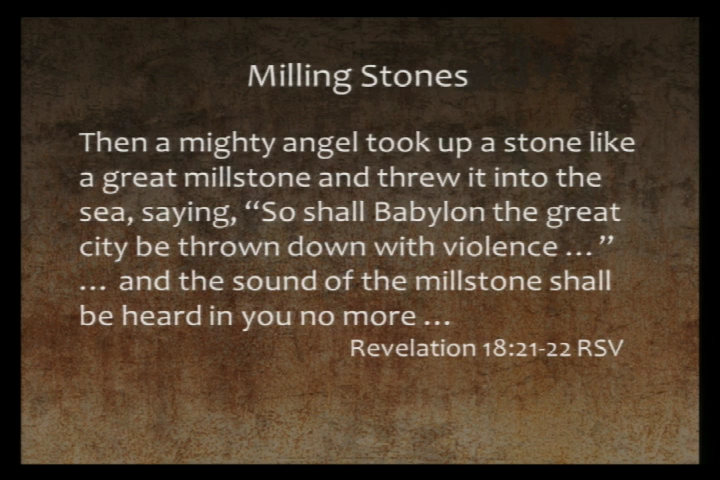 Milling Stones
Then a mighty angel took up a stone like
a great millstone and threw it into the
sea, saying, “So shall Babylon the great
city be thrown down with violence …”
… and the sound of the millstone shall
be heard in you no more …
Revelation 18:21-22 RSV